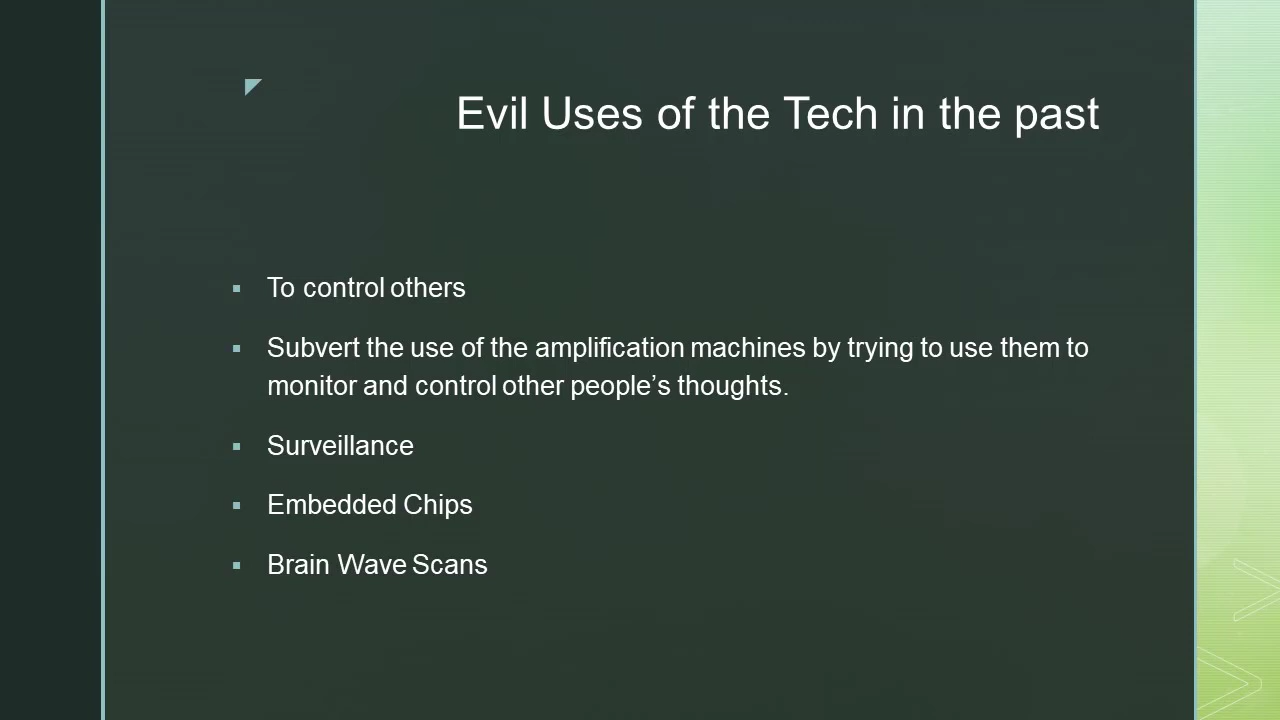 Evil Uses of the Tech in the past
To control others
Subvert the use of the amplification machines by trying to use them to
monitor and control other people’s thoughts.
Surveillance
Embedded Chips
Brain Wave Scans